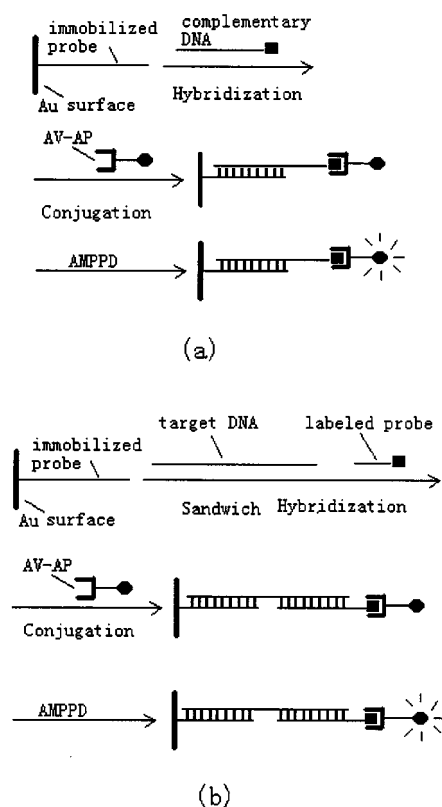 immobilized
probe
complementary
DNA
Au surface
Hybridization
AV-AP
Conjugation
AMPPD
(a)
immobilized
probe
target DNA
labeled probe
Au surface
Sandwich Hybridization
AV-AP
Conjugation
AMPPD
(b)